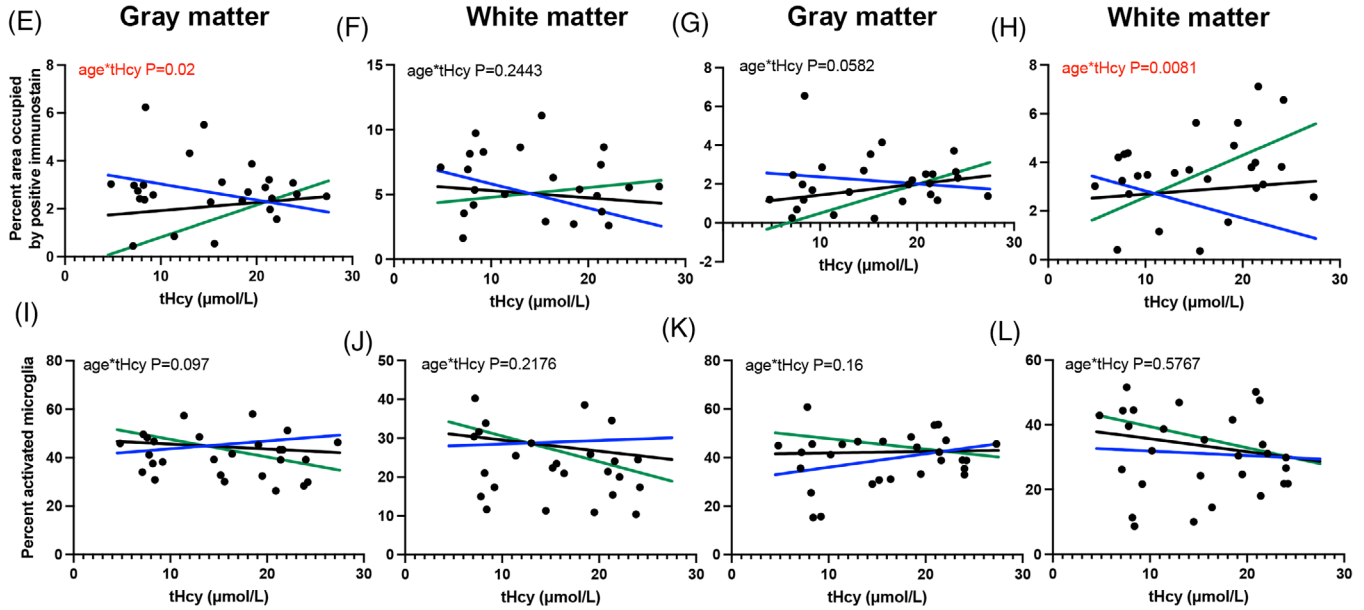 Gray matter
White matter
Gray matter
White matter
(E)
(F)
(G)
(H)
age*tHcy P=0.02
age*tHcy P=0.2443
age*tHcy P=0.0582
age*tHcy P=0.0081
Percent area occupied
by positive immunostain
8
6
4
2
0
0
10
20
30
tHcy (µmol/L)
15
10
5
0
0
10
20
30
tHcy (µmol/L)
8
6
4
2
0
-2
10
20
30
tHcy (µmol/L)
8
6
4
2
0
0
10
20
30
tHcy (µmol/L)
(I)
(J)
(K)
(L)
age*tHcy P=0.097
age*tHcy P=0.2176
age*tHcy P=0.16
age*tHcy P=0.5767
Percent activated microglia
80
60
40
20
0
0
10
20
30
tHcy (µmol/L)
50
40
30
20
10
0
0
10
20
30
tHcy (µmol/L)
80
60
40
20
0
0
10
20
30
tHcy (µmol/L)
60
40
20
0
0
10
20
30
tHcy (µmol/L)